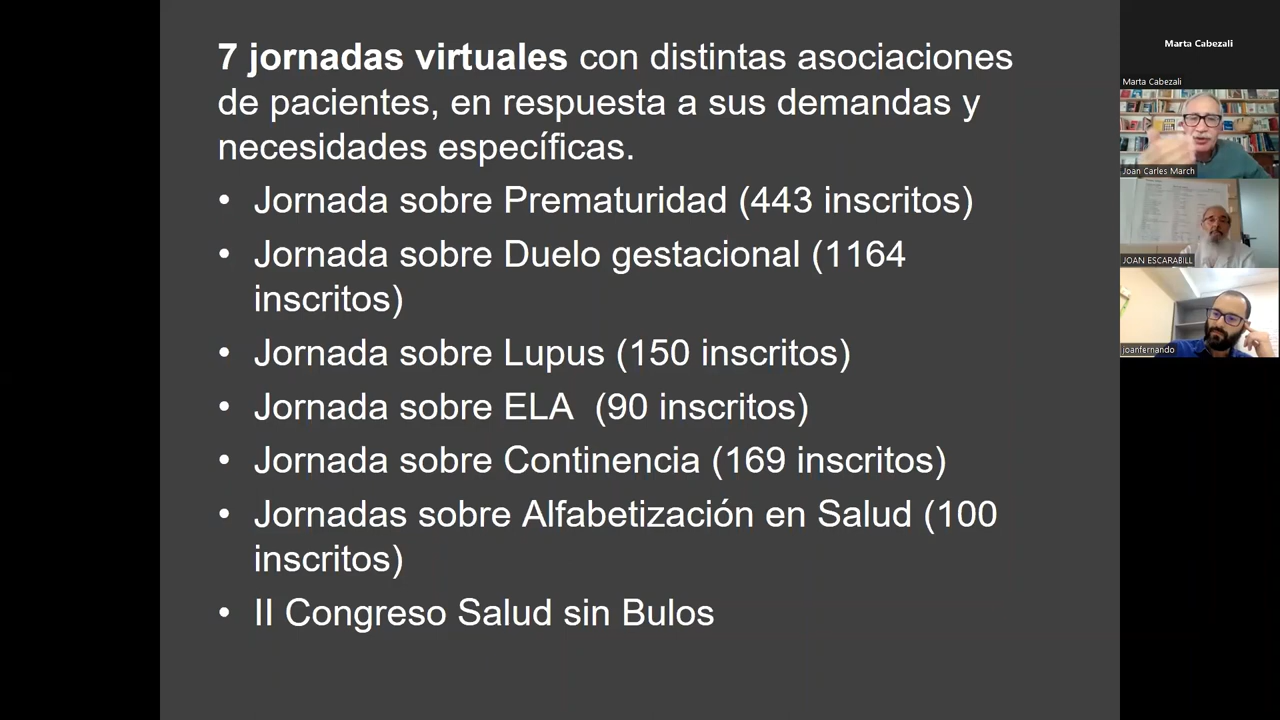 7 jornadas virtuales con distintas asociaciones
de pacientes, en respuesta a sus demandas y
necesidades específicas.
• Jornada sobre Prematuridad (443 inscritos)
• Jornada sobre Duelo gestacional (1164
inscritos)
• Jornada sobre Lupus (150 inscritos)
• Jornada sobre ELA  (90 inscritos)
• Jornada sobre Continencia (169 inscritos)
• Jornadas sobre Alfabetización en Salud (100
inscritos)
• II Congreso Salud sin Bulos
Marta Cabezali
Marta Cabezali
Joan Carles March
JOAN ESCARABILL
joanfernando